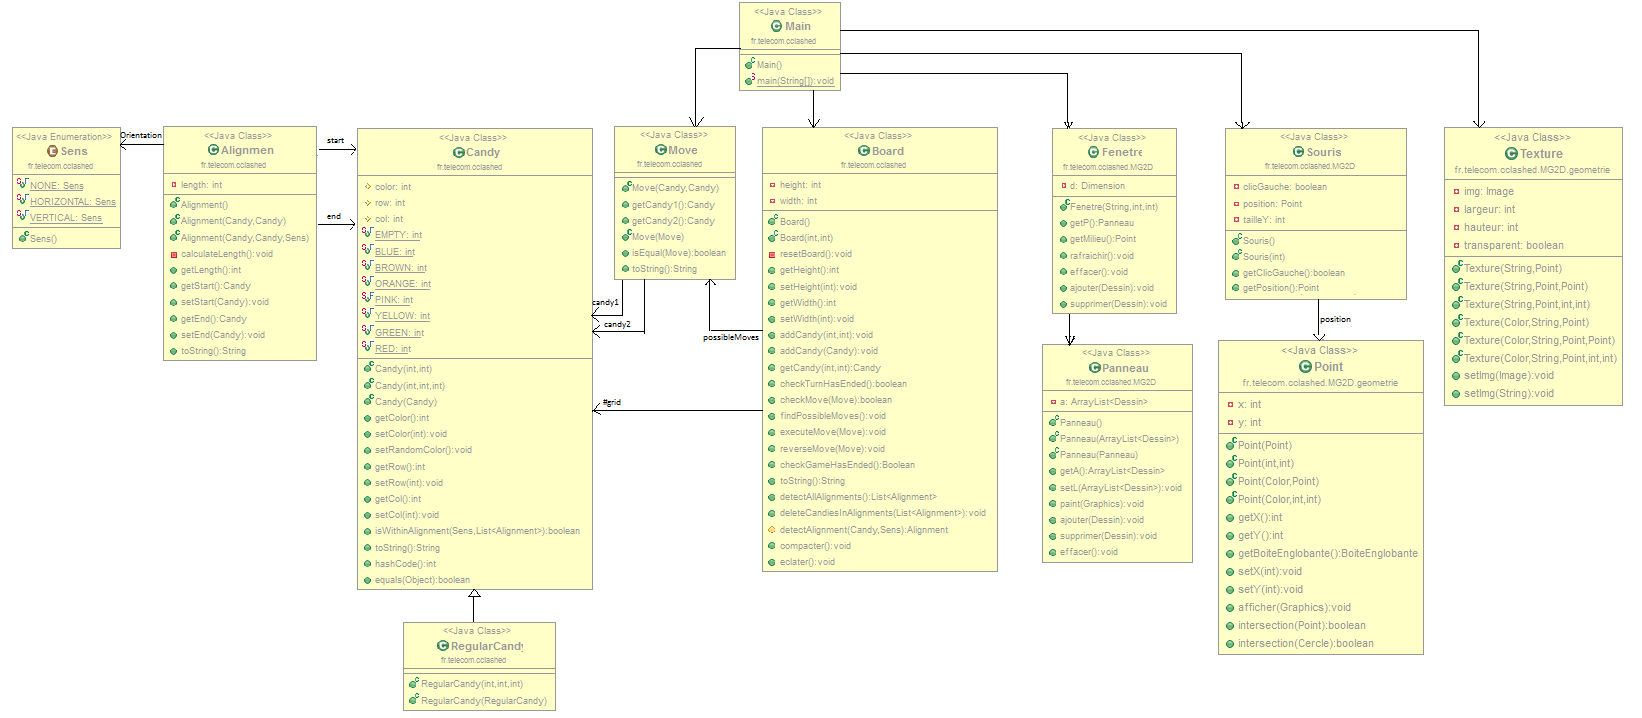 <<Java Class>>
Main
fr.telecom.cclashed
Main()
main(String[]): void
<<Java Enumeration>>
Sens
fr.telecom.cclashed
NONE: Sens
HORIZONTAL: Sens
VERTICAL: Sens
Sens()
Orientation
<<Java Class>>
Alignmen
fr.telecom.cclashed
length: int
Alignment()
Alignment(Candy,Candy)
Alignment(Candy,Candy,Sens)
calculateLength():void
getLength():int
getStart():Candy
setStart(Candy):void
getEnd():Candy
setEnd(Candy):void
toString():String
start
end
<<Java Class>>
Candy
fr.telecom.cclashed
color: int
row: int
col: int
EMPTY: int
BLUE: int
BROWN: int
ORANGE: int
PINK: int
YELLOW: int
GREEN: int
RED: int
Candy(int,int)
Candy(int,int,int)
Candy(Candy)
getColor():int
setColor(int):void
setRandomColor():void
getRow():int
setRow(int):void
getCol():int
setCol(int):void
isWithinAlignment(Sens,List<Alignment>):boolean
toString():String
hashCode():int
equals(Object):boolean
<<Java Class>>
RegularCandy
fr.telecom.cclashed
RegularCandy(int,int,int)
RegularCandy(RegularCandy)
<<Java Class>>
Move
fr.telecom.cclashed
Move(Candy,Candy)
getCandy1():Candy
getCandy2():Candy
Move(Move)
isEqual(Move):boolean
toString():String
candy1
candy2
possibleMoves
#grid
<<Java Class>>
Board
fr.telecom.cclashed
height: int
width: int
Board()
Board(int,int)
resetBoard():void
getHeight():int
setHeight(int):void
getWidth():int
setWidth(int):void
addCandy(int,int):void
addCandy(Candy):void
getCandy(int,int):Candy
checkTurnHasEnded():boolean
checkMove(Move):boolean
findPossibleMoves():void
executeMove(Move):void
reverseMove(Move):void
checkGameHasEnded():Boolean
toString():String
detectAllAlignments():List<Alignment>
deleteCandiesInAlignments(List<Alignment>):void
detectAlignment(Candy,Sens):Alignment
compacter():void
eclater():void
<<Java Class>>
Fenetre
fr.telecom.cclashed.MG2D
d: Dimension
Fenetre(String,int,int)
getP():Panneau
getMilieu():Point
rafraichir():void
effacer():void
ajouter(Dessin):void
supprimer(Dessin):void
<<Java Class>>
Panneau
fr.telecom.cclashed.MG2D
a: ArrayList<Dessin>
Panneau()
Panneau(ArrayList<Dessin>)
Panneau(Panneau)
getA():ArrayList<Dessin>
setL(ArrayList<Dessin>):void
paint(Graphics):void
ajouter(Dessin):void
supprimer(Dessin):void
effacer():void
<<Java Class>>
Souris
fr.telecom.cclashed.MG2D
clicGauche: boolean
position: Point
tailleY: int
Souris()
Souris(int)
getClicGauche():boolean
getPosition():Point
position
<<Java Class>>
Point
fr.telecom.cclashed.MG2D.geometrie
x: int
y: int
Point(Point)
Point(int,int)
Point(Color,Point)
Point(Color,int,int)
getX():int
getY():int
getBoiteEnglobante():BoiteEnglobante
setX(int):void
setY(int):void
afficher(Graphics):void
intersection(Point):boolean
intersection(Cercle):boolean
<<Java Class>>
Texture
fr.telecom.cclashed.MG2D.geometrie
img: Image
largeur: int
hauteur: int
transparent: boolean
Texture(String,Point)
Texture(String,Point,Point)
Texture(String,Point,int,int)
Texture(Color,String,Point)
Texture(Color,String,Point,Point)
Texture(Color,String,Point,int,int)
setImg(Image):void
setImg(String):void